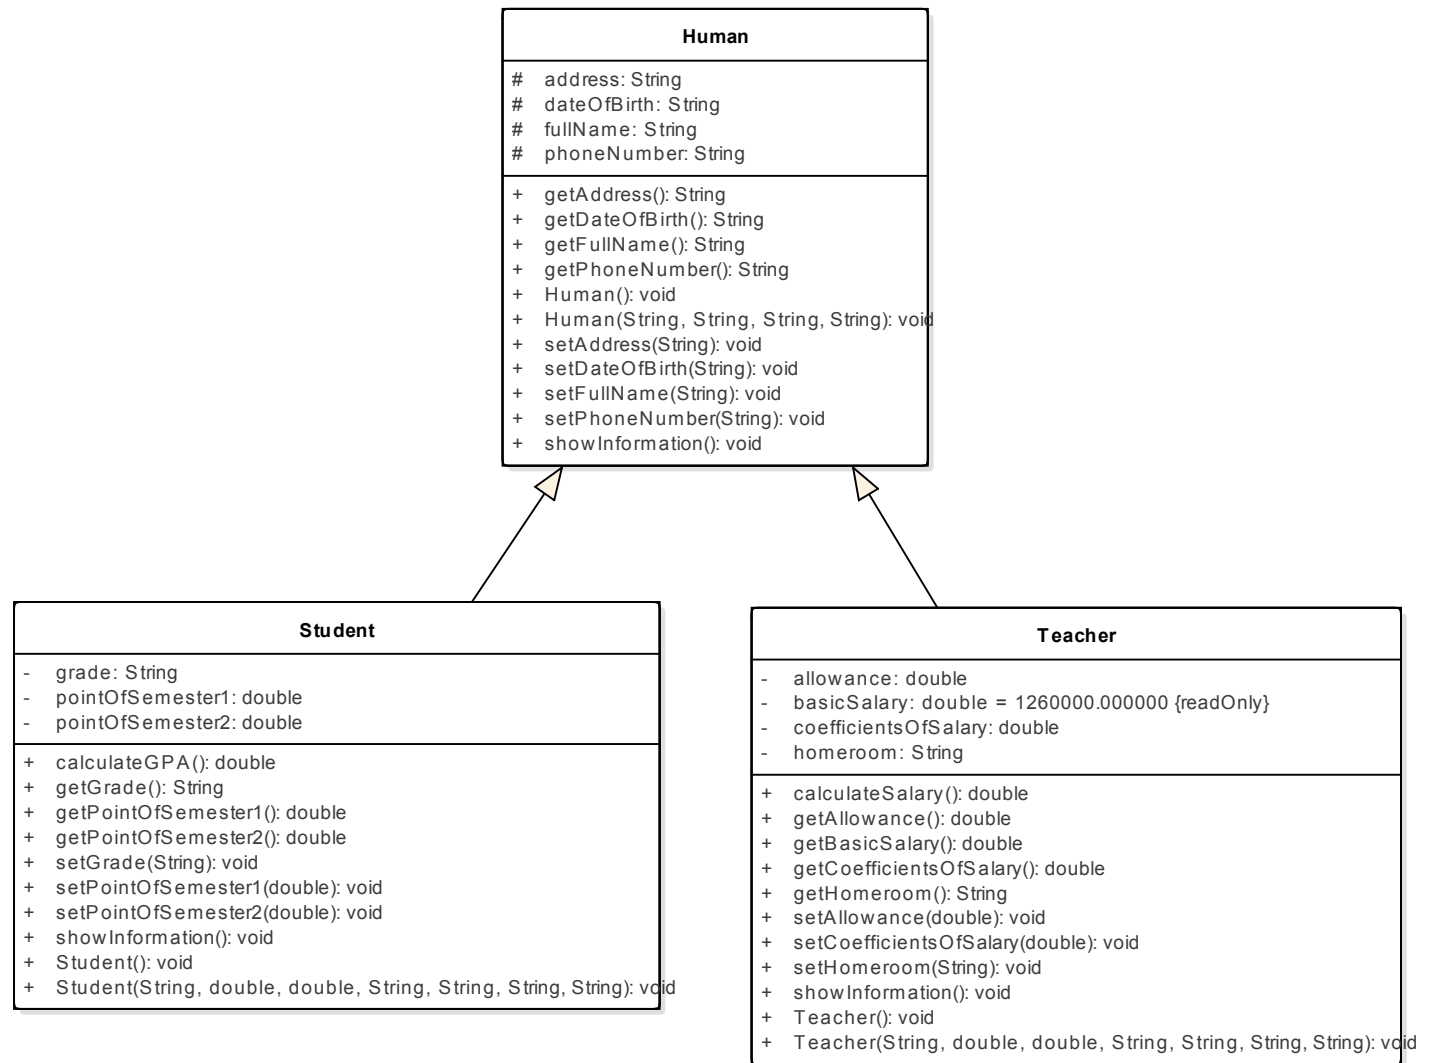 Human
# address: String
# dateOfBirth: String
# fullName: String
# phoneNumber: String
+ getAddress(): String
+ getDateOfBirth(): String
+ getFullName(): String
+ getPhoneNumber(): String
+ Human(): void
+ Human(String, String, String, String): void
+ setAddress(String): void
+ setDateOfBirth(String): void
+ setFullName(String): void
+ setPhoneNumber(String): void
+ showInformation(): void
Student
- grade: String
- pointOfSemester1: double
- pointOfSemester2: double
+ calculateGPA(): double
+ getGrade(): String
+ getPointOfSemester1(): double
+ getPointOfSemester2(): double
+ setGrade(String): void
+ setPointOfSemester1(double): void
+ setPointOfSemester2(double): void
+ showInformation(): void
+ Student(): void
+ Student(String, double, double, String, String, String, String): void
Teacher
- allowance: double
- basicSalary: double = 1260000.000000 {readOnly}
- coefficientsOfSalary: double
- homeroom: String
+ calculateSalary(): double
+ getAllowance(): double
+ getBasicSalary(): double
+ getCoefficientsOfSalary(): double
+ getHomeroom(): String
+ setAllowance(double): void
+ setCoefficientsOfSalary(double): void
+ setHomeroom(String): void
+ showInformation(): void
+ Teacher(): void
+ Teacher(String, double, double, String, String, String, String): void